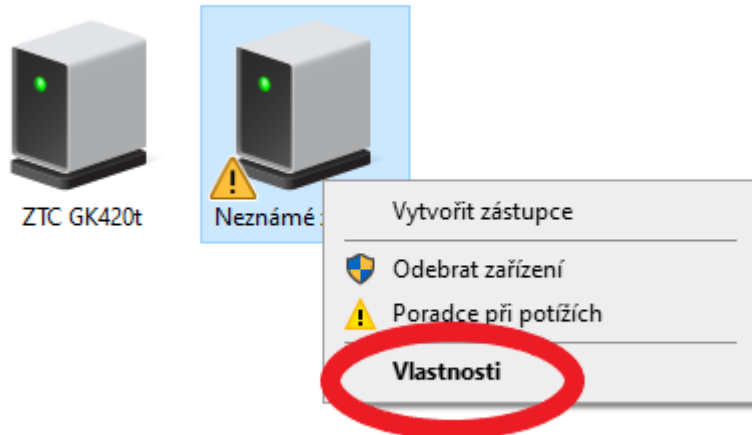 ZTC GK420t
Neznámé
Vytvořit zástupce
Odebrat zařízení
Poradce při potížích
Vlastnosti